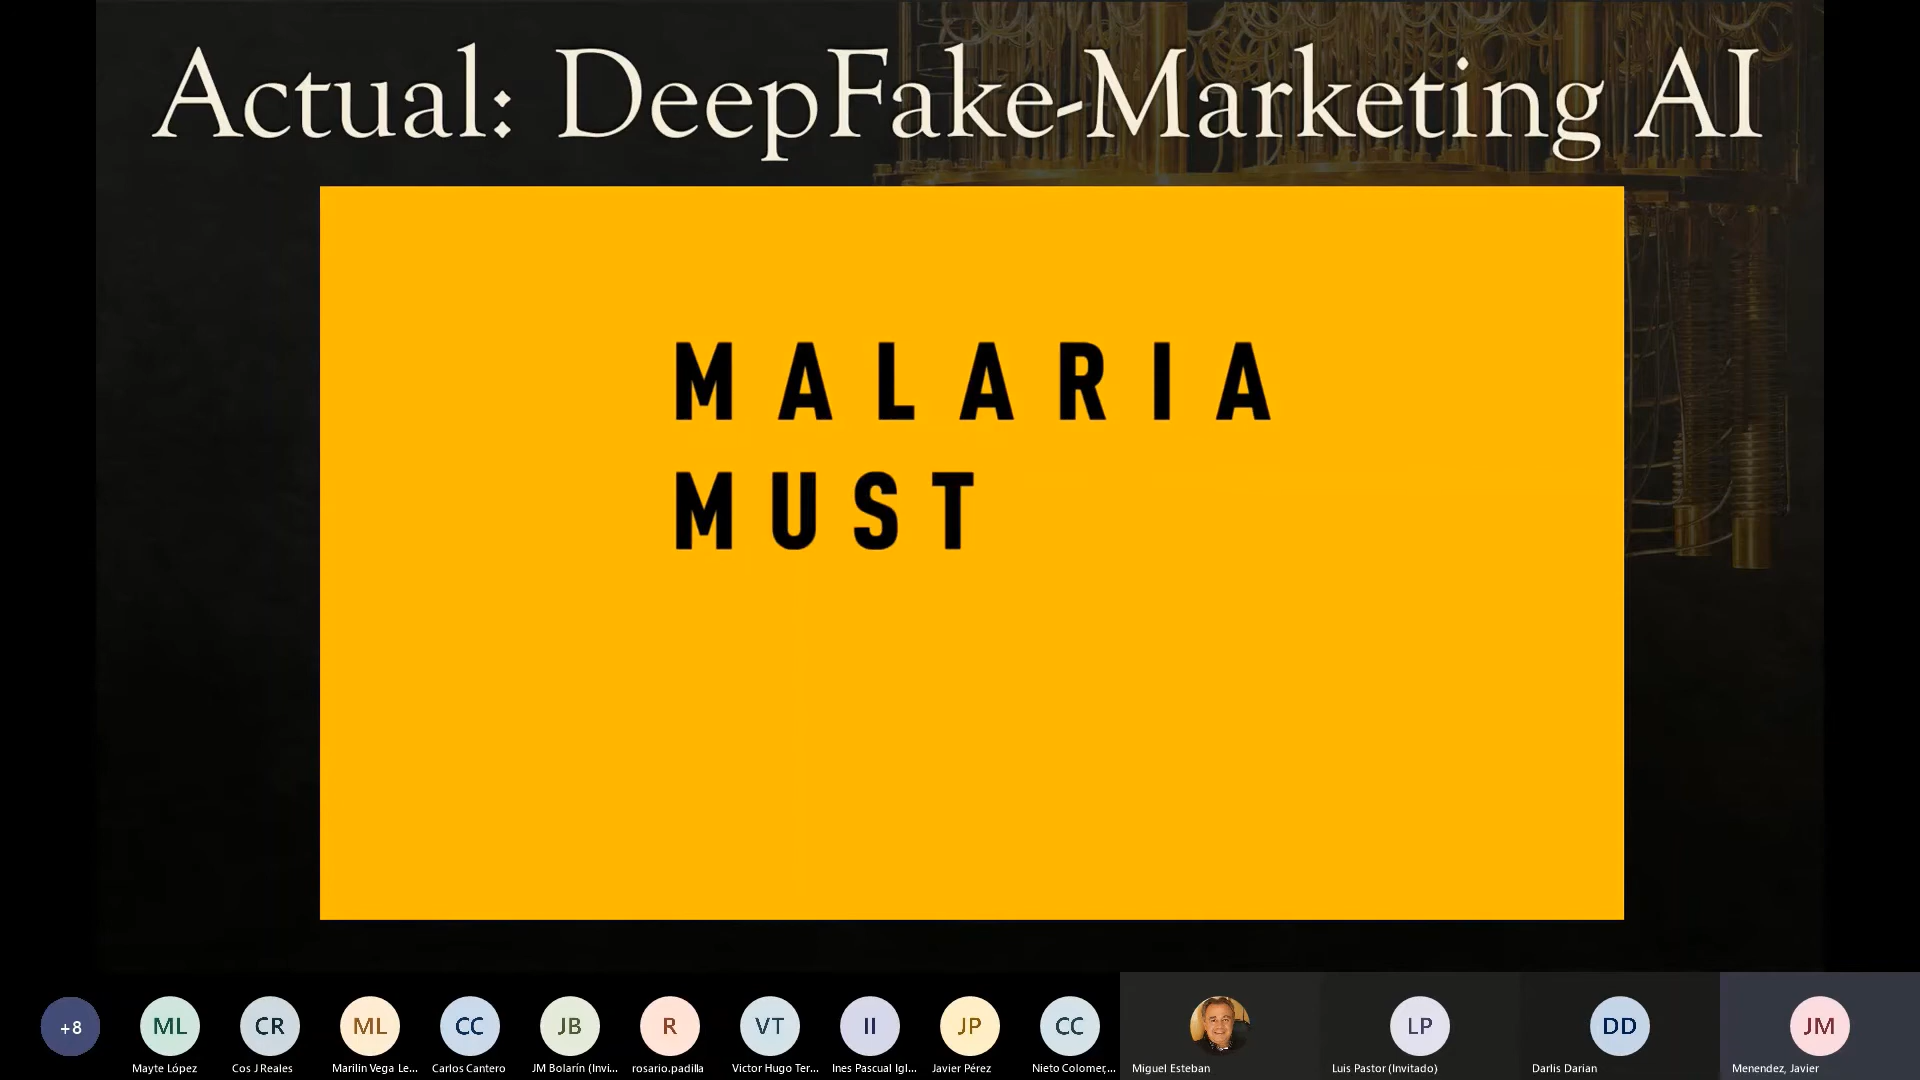 Actual: DeepFake-Marketing AI
MALARIA
MUST
+8
ML
CR
ML
CC
JB
R
VT
II
JP
CC
LP
DD
JM
Mayte López
Cos J Reales
Marilin Vega Le...
Carlos Cantero
JM Bolarín (Invi...
rosario.padilla
Victor Hugo Ter...
Ines Pascual Igl...
Javier Pérez
Nieto Colomer,...
Miguel Esteban
Luis Pastor (Invitado)
Darlis Darian
Menendez, Javier